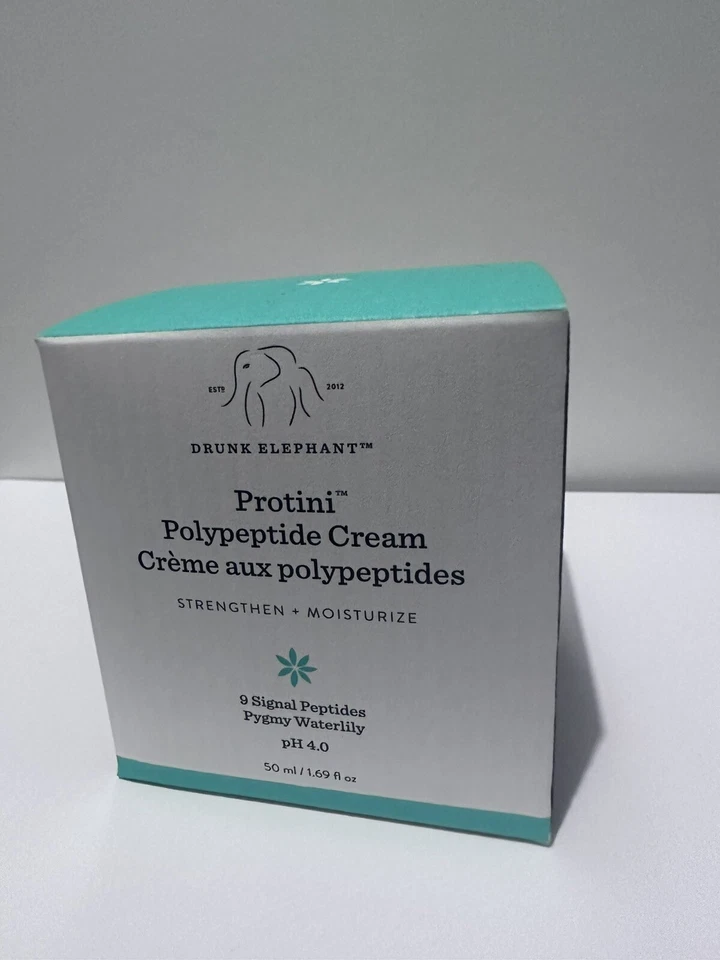 ESTD 2012
DRUNK ELEPHANT™
Protini™
Polypeptide Cream
Crème aux polypeptides
STRENGTHEN + MOISTURIZE
9 Signal Peptides
Pygmy Waterlily
pH 4.0
50 ml / 1.69 fl oz